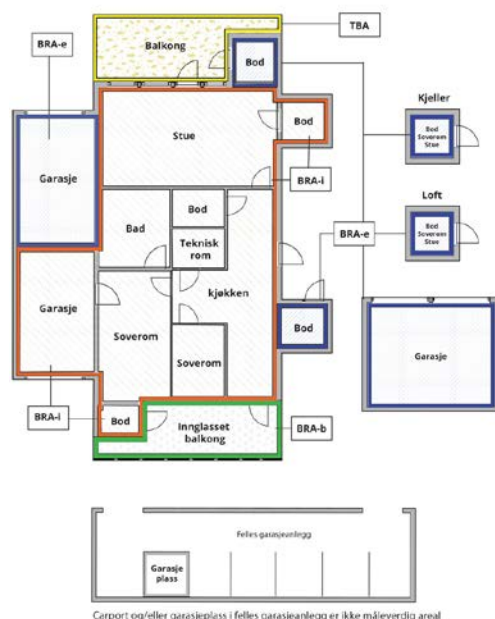 TBA
BRA-e
Balkong
Bod
Kjeller
Bod
Soverom
Stue
Stue
Bod
Garasje
BRA-i
Loft
Bod
Soverom
Stue
Bad
Bod
Teknisk
rom
BRA-e
kjøkken
Garasje
Soverom
Soverom
Bod
Garasje
BRA-i
Bod
Innglasset
balkong
BRA-b
Felles garasjeanlegg
Garasje
plass
Carport og/eller garasjeplass i felles garasjeanlegg er ikke måleverdig areal